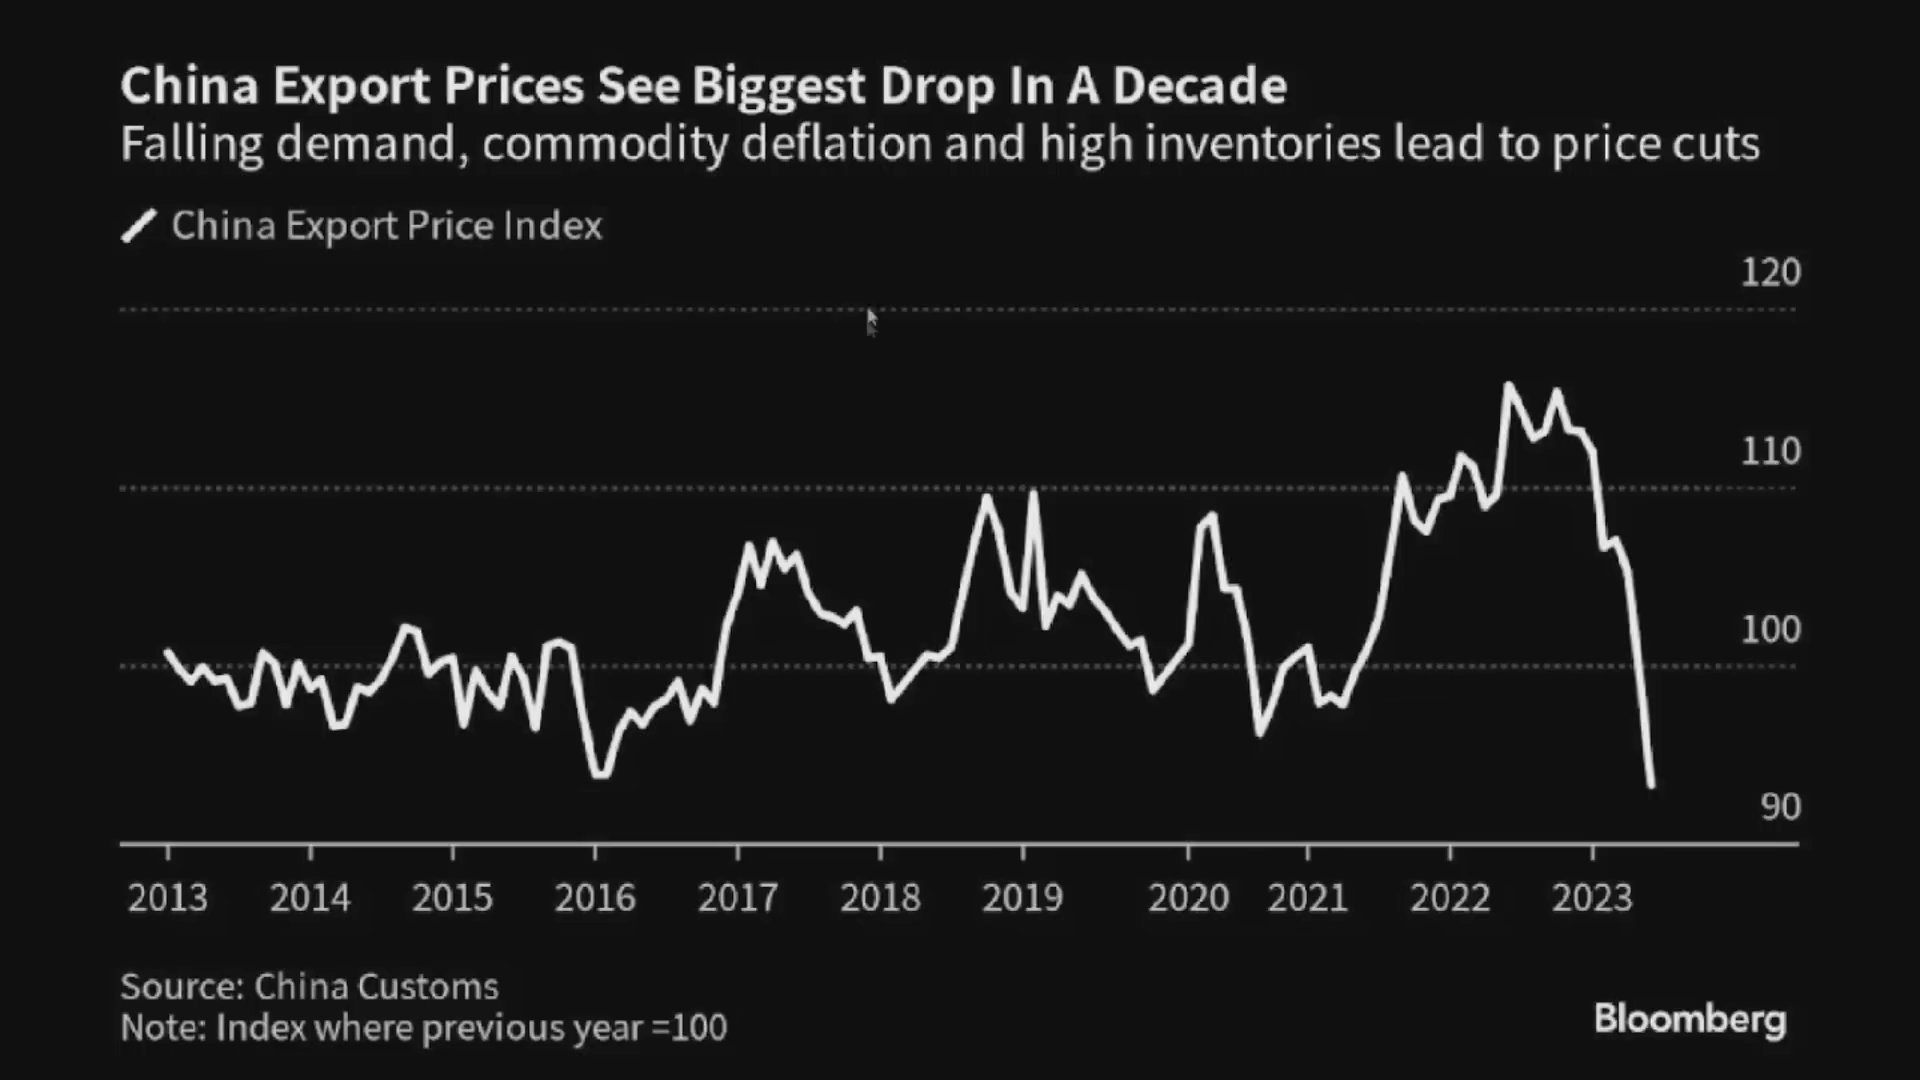 China Export Prices See Biggest Drop In A Decade
Falling demand, commodity deflation and high inventories lead to price cuts
China Export Price Index
120
110
100
90
2013 2014 2015 2016 2017 2018 2019 2020 2021 2022 2023
Source: China Customs
Note: Index where previous year =100
Bloomberg